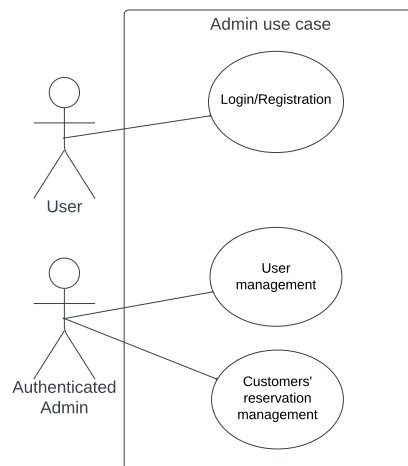 Admin use case
Login/Registration
User
User
management
Authenticated
Admin
Customers'
reservation
management